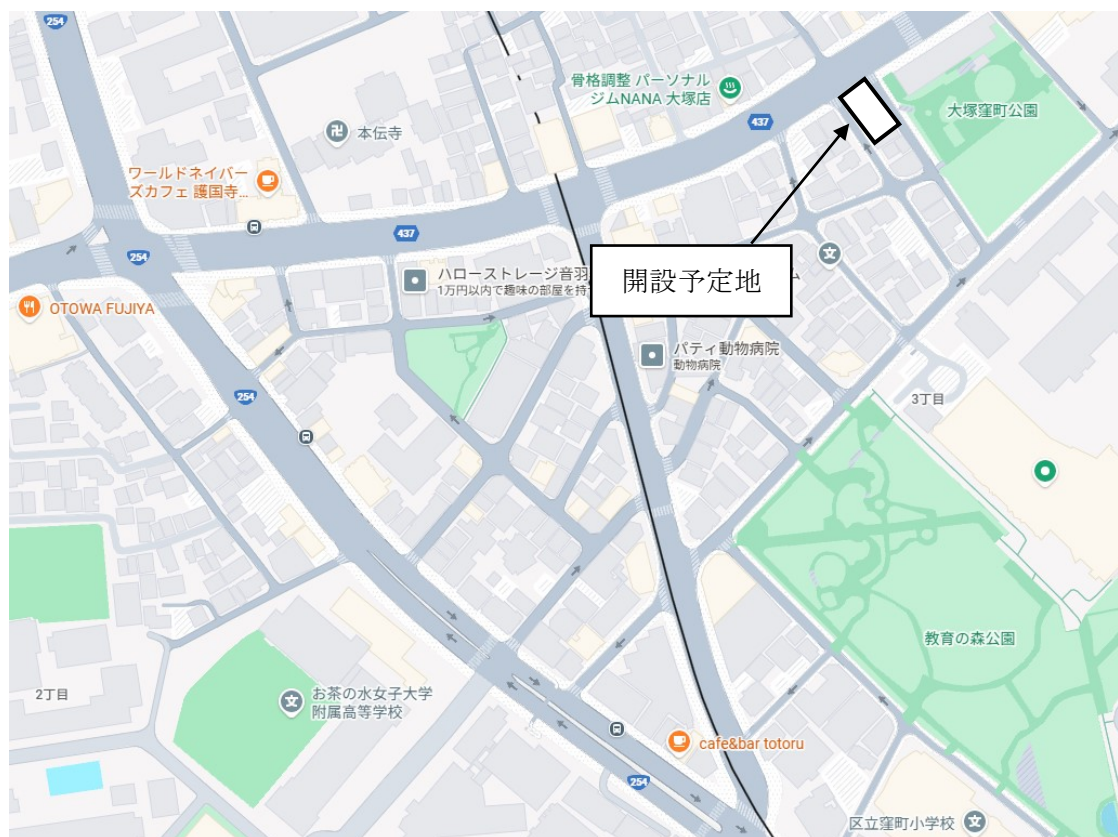 254
骨格調整 パーソナル
ジムNANA 大塚店
437
大塚窪町公園
本伝寺
ワールドネイバー
ズカフェ 護国寺...
437
254
ハローストレージ音羽
1万円以内で趣味の部屋を持
開設予定地
ム
OTOWA FUJIYA
パティ動物病院
動物病院
254
3丁目
教育の森公園
2丁目
お茶の水女子大学
附属高等学校
cafe&bar totoru
254
区立窪町小学校